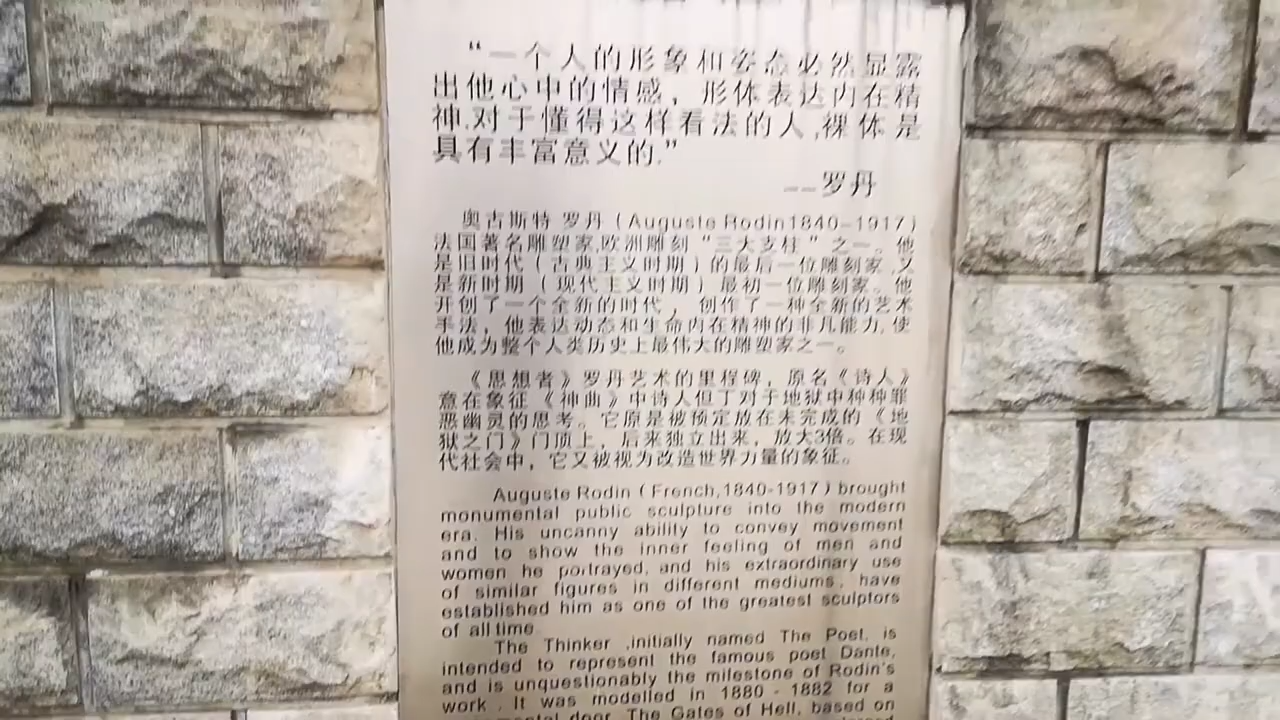 “一个人的形象和姿态必然显露
出他心中的情感，形体表达内在精
神.对于懂得这样看法的人,裸体是
具有丰富意义的.”
--罗丹
奥古斯特 罗丹（Auguste Rodin1840-1917）
法国著名雕塑家,欧洲雕刻“三大支柱”之一。他
是旧时代（古典主义时期）的最后一位雕刻家,又
是新时期（现代主义时期）最初一位雕刻家。他
开创了一个全新的时代，创作了一种全新的艺术
手法，他表达动态和生命内在精神的非凡能力,使
他成为整个人类历史上最伟大的雕塑家之一。
《思想者》罗丹艺术的里程碑，原名《诗人》
意在象征《神曲》中诗人但丁对于地狱中种种罪
恶幽灵的思考。它原是被预定放在未完成的《地
狱之门》门顶上，后来独立出来，放大3倍。在现
代社会中，它又被视为改造世界力量的象征。
Auguste Rodin (French,1840-1917) brought
monumental public sculpture into the modern
era. His uncanny ability to convey movement
and to show the inner feeling of men and
women he portrayed, and his extraordinary use
of similar figures in different mediums, have
established him as one of the greatest sculptors
of all time
The Thinker ,initially named The Poet, is
intended to represent the famous poet Dante,
and is unquestionably the milestone of Rodin's
work . It was modelled in 1880 - 1882 for a
door, The Gates of Hell, based on